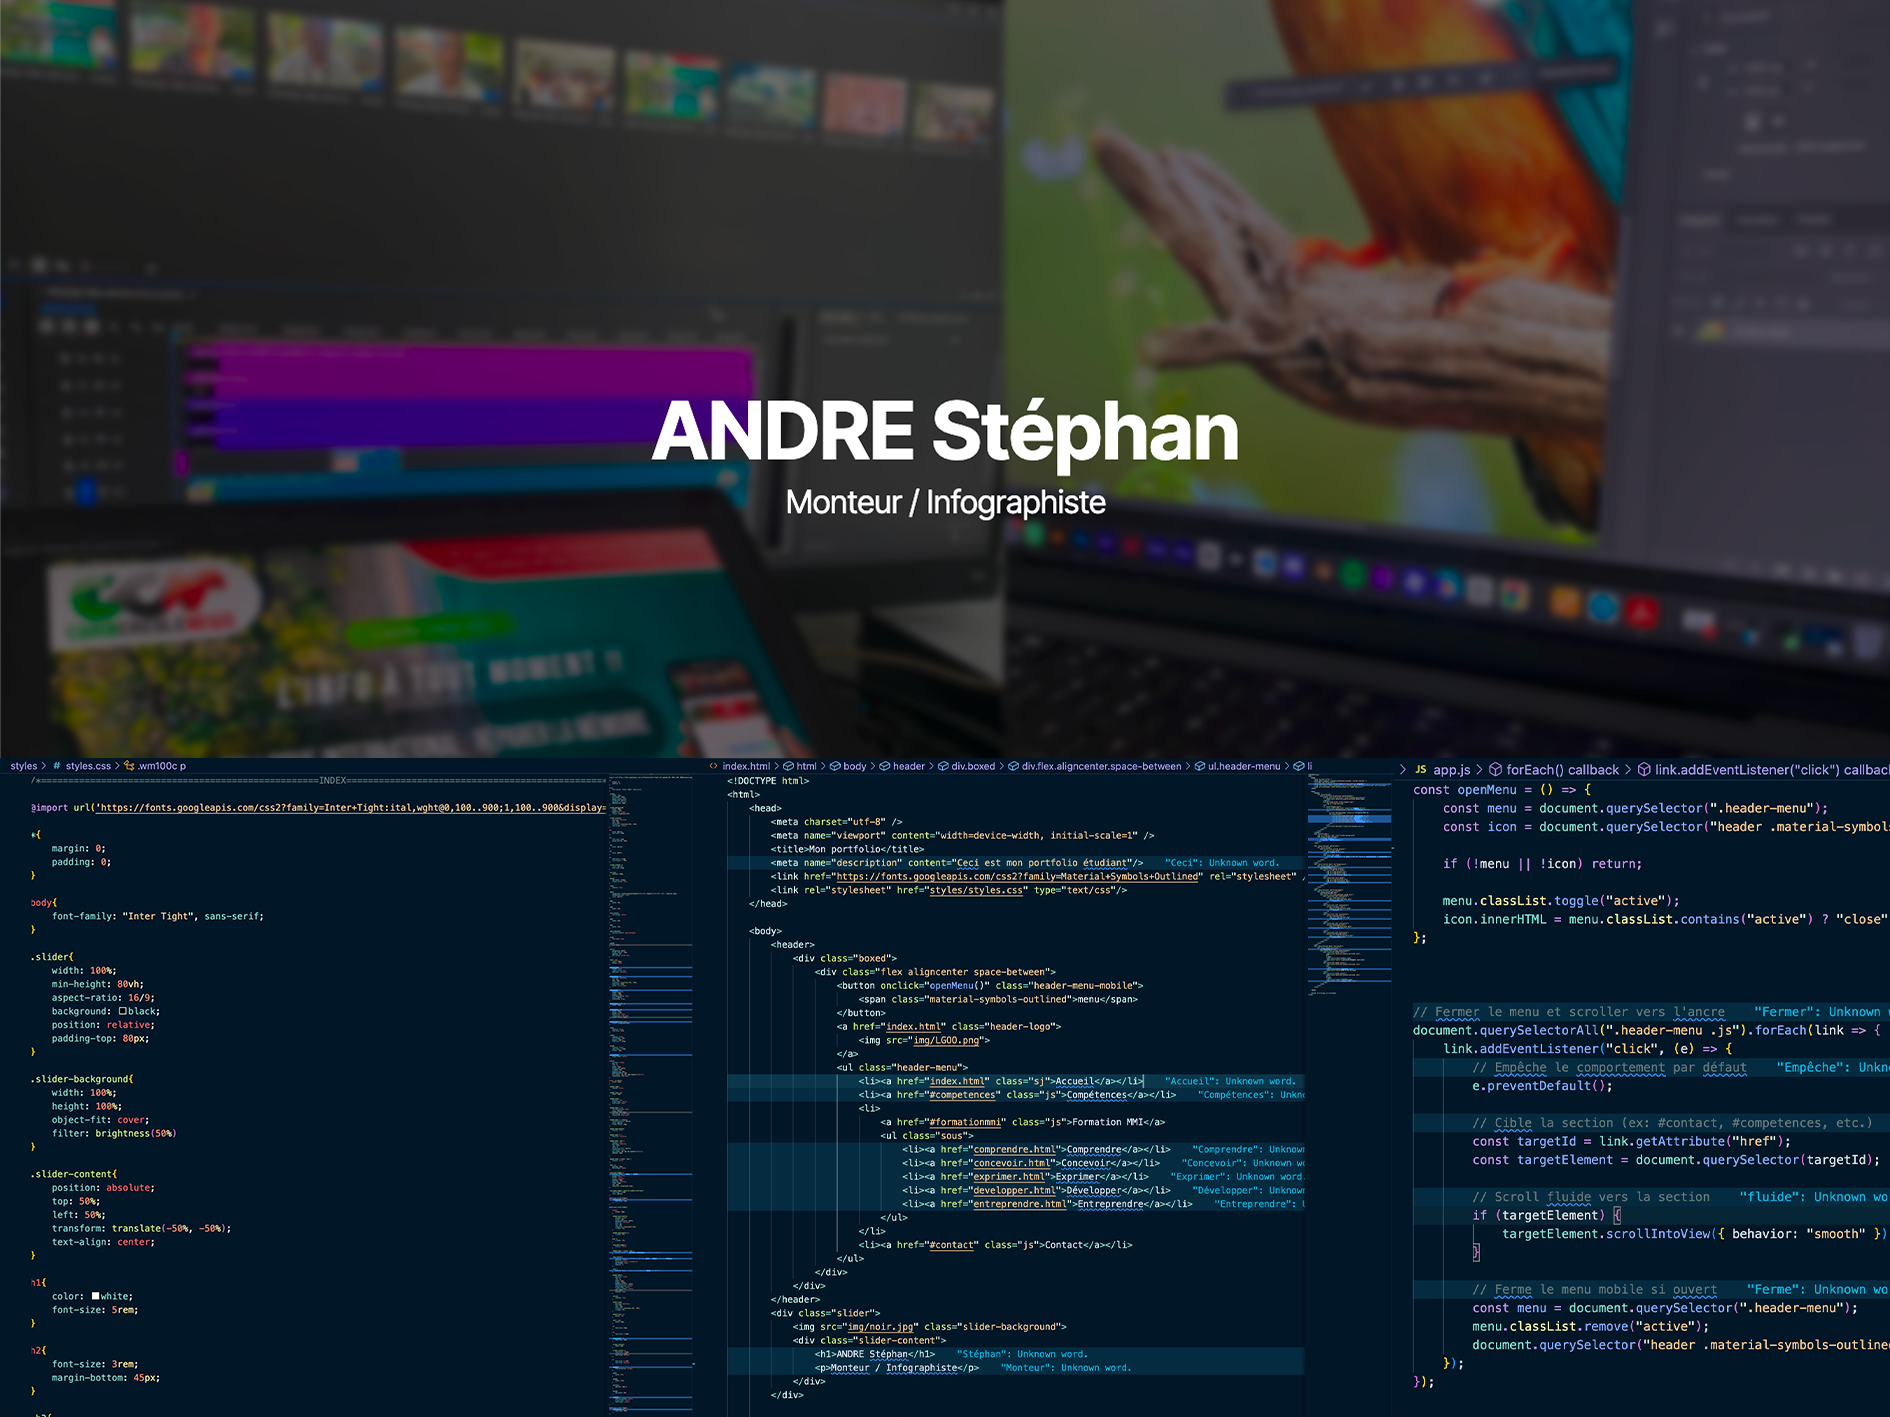 ANDRE Stéphan
Monteur / Infographiste
L'INFO À TOUT MOMENT !!
styles > # styles.css > .wm100c p
/*=====================================================INDEX=================================================
@import url('https://fonts.googleapis.com/css2?family=Inter+Tight:ital,wght@0,100..900;1,100..900&display=
*{
margin: 0;
padding: 0;
}
body{
font-family: "Inter Tight", sans-serif;
}
.slider{
width: 100%;
min-height: 80vh;
aspect-ratio: 16/9;
background: black;
position: relative;
padding-top: 80px;
}
.slider-background{
width: 100%;
height: 100%;
object-fit: cover;
filter: brightness(50%)
}
.slider-content{
position: absolute;
top: 50%;
left: 50%;
transform: translate(-50%, -50%);
text-align: center;
}
h1{
color: white;
font-size: 5rem;
}
h2{
font-size: 3rem;
margin-bottom: 45px;
}
<> index.html > html > body > header > div.boxed > div.flex.aligncenter.space-between > ul.header-menu > li
<!DOCTYPE html>
<html>
<head>
<meta charset="utf-8" />
<meta name="viewport" content="width=device-width, initial-scale=1" />
<title>Mon portfolio</title>
<meta name="description" content="Ceci est mon portfolio étudiant"/> "Ceci": Unknown word.
<link href="https://fonts.googleapis.com/css2?family=Material+Symbols+Outlined" rel="stylesheet" /
<link rel="stylesheet" href="styles/styles.css" type="text/css"/>
</head>
<body>
<header>
<div class="boxed">
<div class="flex aligncenter space-between">
<button onclick="openMenu()" class="header-menu-mobile">
<span class="material-symbols-outlined">menu</span>
</button>
<a href="index.html" class="header-logo">
<img src="img/LGOO.png">
</a>
<ul class="header-menu">
<li><a href="index.html" class="sj">Accueil</a></li> "Accueil": Unknown word.
<li><a href="#competences" class="js">Compétences</a></li> "Compétences": Unkno
<li>
<a href="#formationmmi" class="js">Formation MMI</a>
<ul class="sous">
<li><a href="comprendre.html">Comprendre</a></li> "Comprendre": Unknown
<li><a href="concevoir.html">Concevoir</a></li> "Concevoir": Unknown wo
<li><a href="exprimer.html">Exprimer</a></li> "Exprimer": Unknown word.
<li><a href="developper.html">Développer</a></li> "Développer": Unknown
<li><a href="entreprendre.html">Entreprendre</a></li> "Entreprendre": U
</ul>
</li>
<li><a href="#contact" class="js">Contact</a></li>
</ul>
</div>
</div>
</header>
<div class="slider">
<img src="img/noir.jpg" class="slider-background">
<div class="slider-content">
<h1>ANDRE Stéphan</h1> "Stéphan": Unknown word.
<p>Monteur / Infographiste</p> "Monteur": Unknown word.
</div>
</div>
> JS app.js > forEach() callback > link.addEventListener("click") callbac
const openMenu = () => {
const menu = document.querySelector(".header-menu");
const icon = document.querySelector("header .material-symbols
if (!menu || !icon) return;
menu.classList.toggle("active");
icon.innerHTML = menu.classList.contains("active") ? "close"
};
// Fermer le menu et scroller vers l'ancre "Fermer": Unknown w
document.querySelectorAll(".header-menu .js").forEach(link => {
link.addEventListener("click", (e) => {
// Empêche le comportement par défaut "Empêche": Unkn
e.preventDefault();
// Cible la section (ex: #contact, #competences, etc.)
const targetId = link.getAttribute("href");
const targetElement = document.querySelector(targetId);
// Scroll fluide vers la section "fluide": Unknown wo
if (targetElement) {
targetElement.scrollIntoView({ behavior: "smooth" })
}
// Ferme le menu mobile si ouvert "Ferme": Unknown wo
const menu = document.querySelector(".header-menu");
menu.classList.remove("active");
document.querySelector("header .material-symbols-outline
});
});